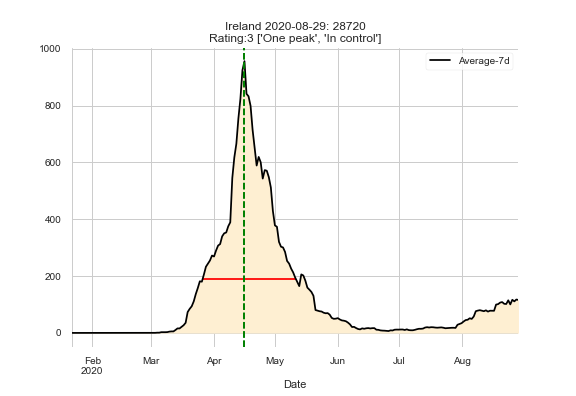 Ireland 2020-08-29: 28720
Rating:3 ['One peak', 'In control']
Average-7d
1000
800
600
400
200
0
Feb Mar Apr May Jun Jul Aug
2020
Date